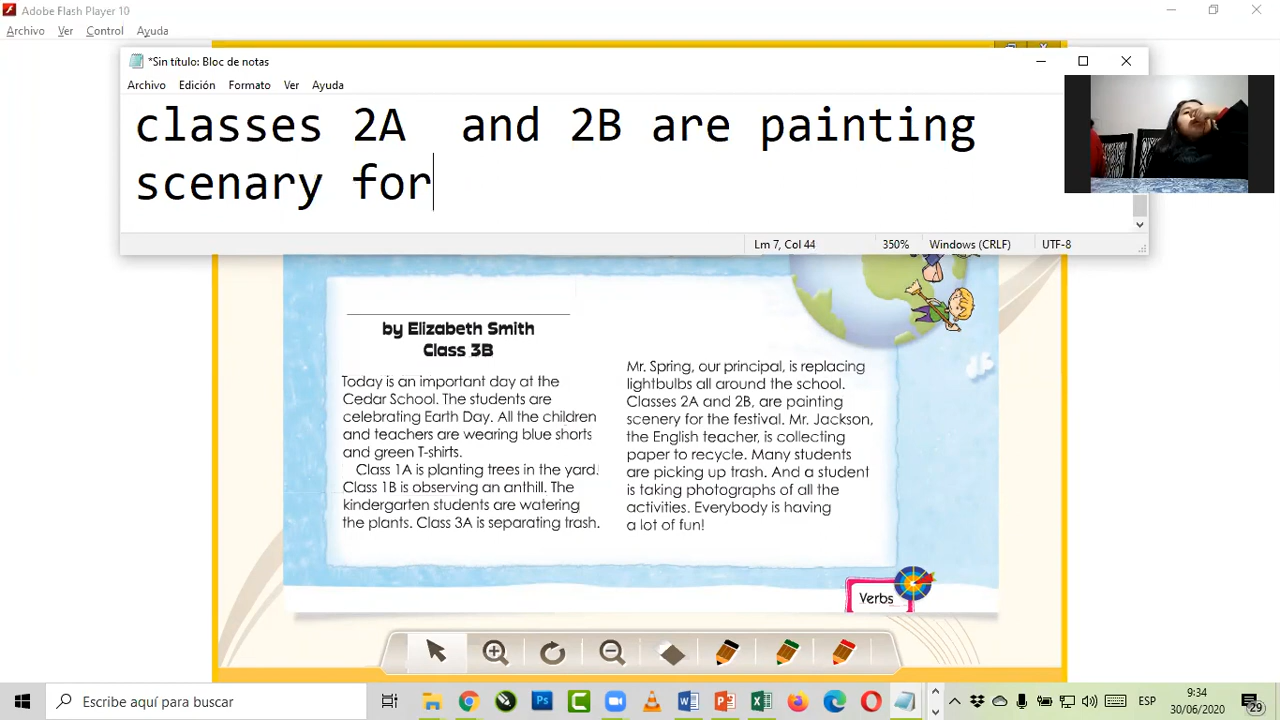 Adobe Flash Player 10
Archivo Ver Control Ayuda
*Sin título: Bloc de notas
Archivo Edición Formato Ver Ayuda
classes 2A  and 2B are painting
scenary for
Lm 7, Col 44 350% Windows (CRLF) UTF-8
by Elizabeth Smith
Class 3B
Today is an important day at the
Cedar School. The students are
celebrating Earth Day. All the children
and teachers are wearing blue shorts
and green T-shirts.
Class 1A is planting trees in the yard.
Class 1B is observing an anthill. The
kindergarten students are watering
the plants. Class 3A is separating trash.
Mr. Spring, our principal, is replacing
lightbulbs all around the school.
Classes 2A and 2B, are painting
scenery for the festival. Mr. Jackson,
the English teacher, is collecting
paper to recycle. Many students
are picking up trash. And a student
is taking photographs of all the
activities. Everybody is having
a lot of fun!
Verbs
Escribe aquí para buscar
ESP
9:34
30/06/2020
29